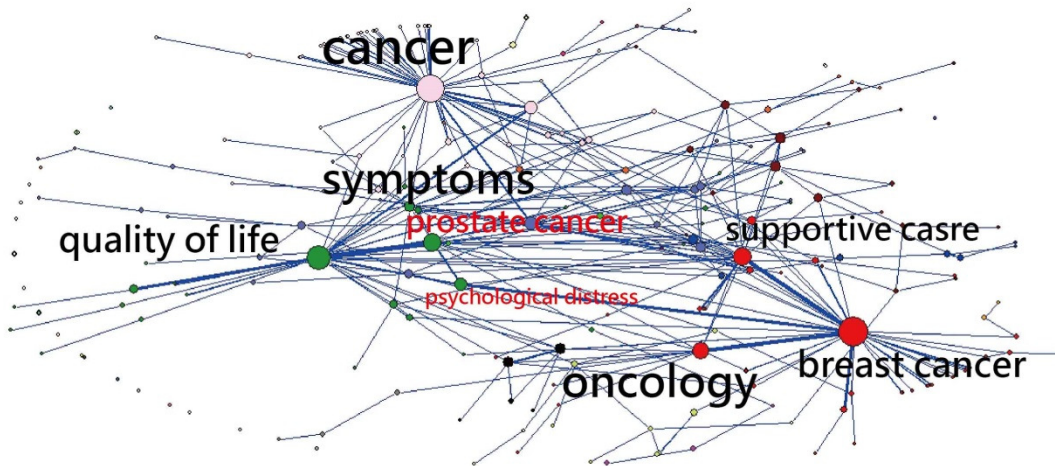 cancer
symptoms
prostate cancer
quality of life
supportive casre
psychological distress
breast cancer
oncology